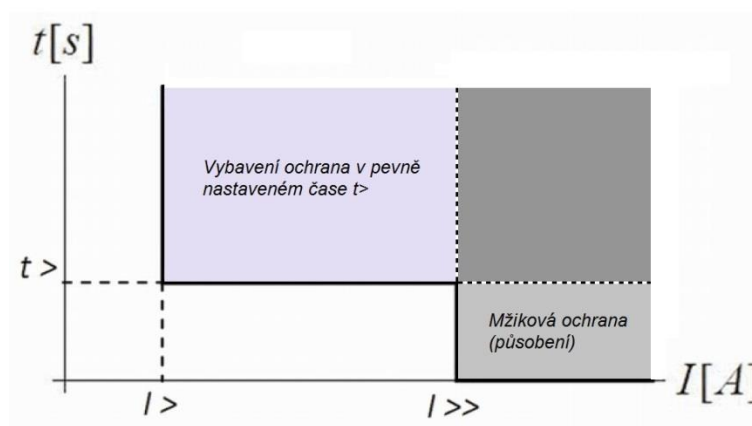 t[s]
Vybavení ochrana v pevně
nastaveném čase t>
t >
Mžiková ochrana
(působení)
I >
I >>
I[A]